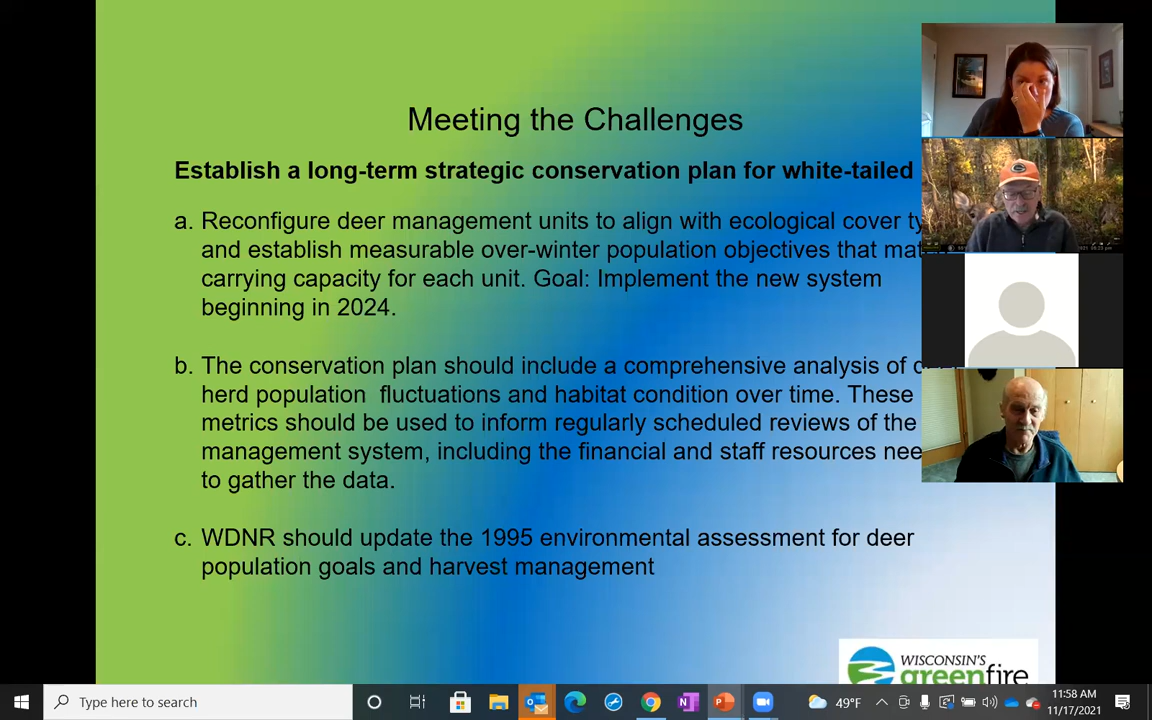 Meeting the Challenges
Establish a long-term strategic conservation plan for white-tailed
a. Reconfigure deer management units to align with ecological cover ty
and establish measurable over-winter population objectives that mat
carrying capacity for each unit. Goal: Implement the new system
beginning in 2024.
b. The conservation plan should include a comprehensive analysis of
herd population fluctuations and habitat condition over time. These
metrics should be used to inform regularly scheduled reviews of the
management system, including the financial and staff resources nee
to gather the data.
c. WDNR should update the 1995 environmental assessment for deer
population goals and harvest management
WISCONSIN'S
greenfire
Type here to search
49°F
11:58 AM
11/17/2021